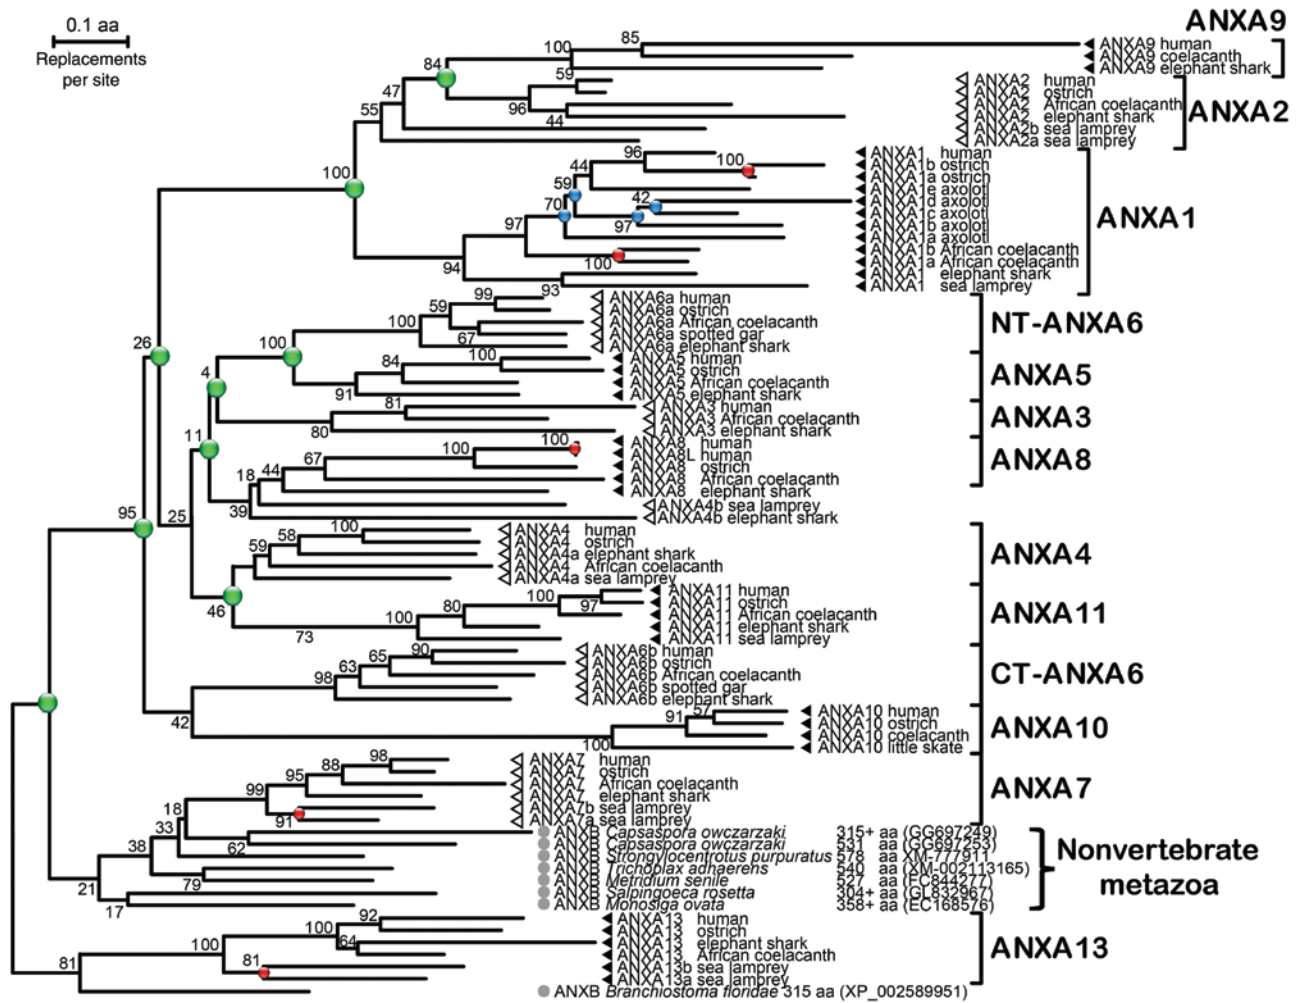 0.1 aa
Replacements
per site
ANXA9
ANXA9 human
ANXA9 coelacanth
ANXA9 elephant shark
ANXA2 human
ANXA2 ostrich
ANXA2 African coelacanth
ANXA2 elephant shark
ANXA2b sea lamprey
ANXA2a sea lamprey
ANXA2
ANXA1 human
ANXA1b ostrich
ANXA1a ostrich
ANXA1e axolotl
ANXA1d axolotl
ANXA1c axolotl
ANXA1b axolotl
ANXA1a axolotl
ANXA1b African coelacanth
ANXA1a African coelacanth
ANXA1 elephant shark
ANXA1 sea lamprey
ANXA1
ANXA6a human
ANXA6a ostrich
ANXA6a African coelacanth
ANXA6a spotted gar
ANXA6a elephant shark
NT-ANXA6
ANXA5 human
ANXA5 ostrich
ANXA5 African coelacanth
ANXA5 elephant shark
ANXA5
ANXA3 human
ANXA3 African coelacanth
ANXA3 elephant shark
ANXA3
ANXA8 human
ANXA8L human
ANXA8 ostrich
ANXA8 African coelacanth
ANXA8 elephant shark
ANXA8
ANXA4b sea lamprey
ANXA4b elephant shark
ANXA4 human
ANXA4 ostrich
ANXA4a elephant shark
ANXA4 African coelacanth
ANXA4a sea lamprey
ANXA4
ANXA11 human
ANXA11 ostrich
ANXA11 African coelacanth
ANXA11 elephant shark
ANXA11 sea lamprey
ANXA11
ANXA6b human
ANXA6b ostrich
ANXA6b African coelacanth
ANXA6b spotted gar
ANXA6b elephant shark
CT-ANXA6
ANXA10 human
ANXA10 ostrich
ANXA10 coelacanth
ANXA10 little skate
ANXA10
ANXA7 human
ANXA7 ostrich
ANXA7 African coelacanth
ANXA7 elephant shark
ANXA7b sea lamprey
ANXA7a sea lamprey
ANXA7
ANXB Capsaspora owczarzaki 315+ aa (GG697249)
ANXB Capsaspora owczarzaki 531 aa (GG697253)
ANXB Strongylocentrotus purpuratus 578 aa XM-777911
ANXB Trichoplax adhaerens 540 aa (XM-002113165)
ANXB Metridium senile 527 aa (FC844277)
ANXB Salpingoeca rosetta 304+ aa (GL832967)
ANXB Monosiga ovata 358+ aa (EC168576)
Nonvertebrate
metazoa
ANXA13 human
ANXA13 ostrich
ANXA13 elephant shark
ANXA13 African coelacanth
ANXA13b sea lamprey
ANXA13a sea lamprey
ANXA13
ANXB Branchiostoma floridae 315 aa (XP_002589951)
85
100
84
59
96
47
55
44
100
96
100
44
59
42
70
97
97
100
94
93
99
59
100
67
26
100
100
84
91
4
81
80
11
100
100
67
44
18
39
95
25
100
58
59
46
100
97
80
100
73
90
65
63
98
42
57
91
100
98
88
95
99
91
18
33
62
38
79
21
17
92
100
64
100
81
81